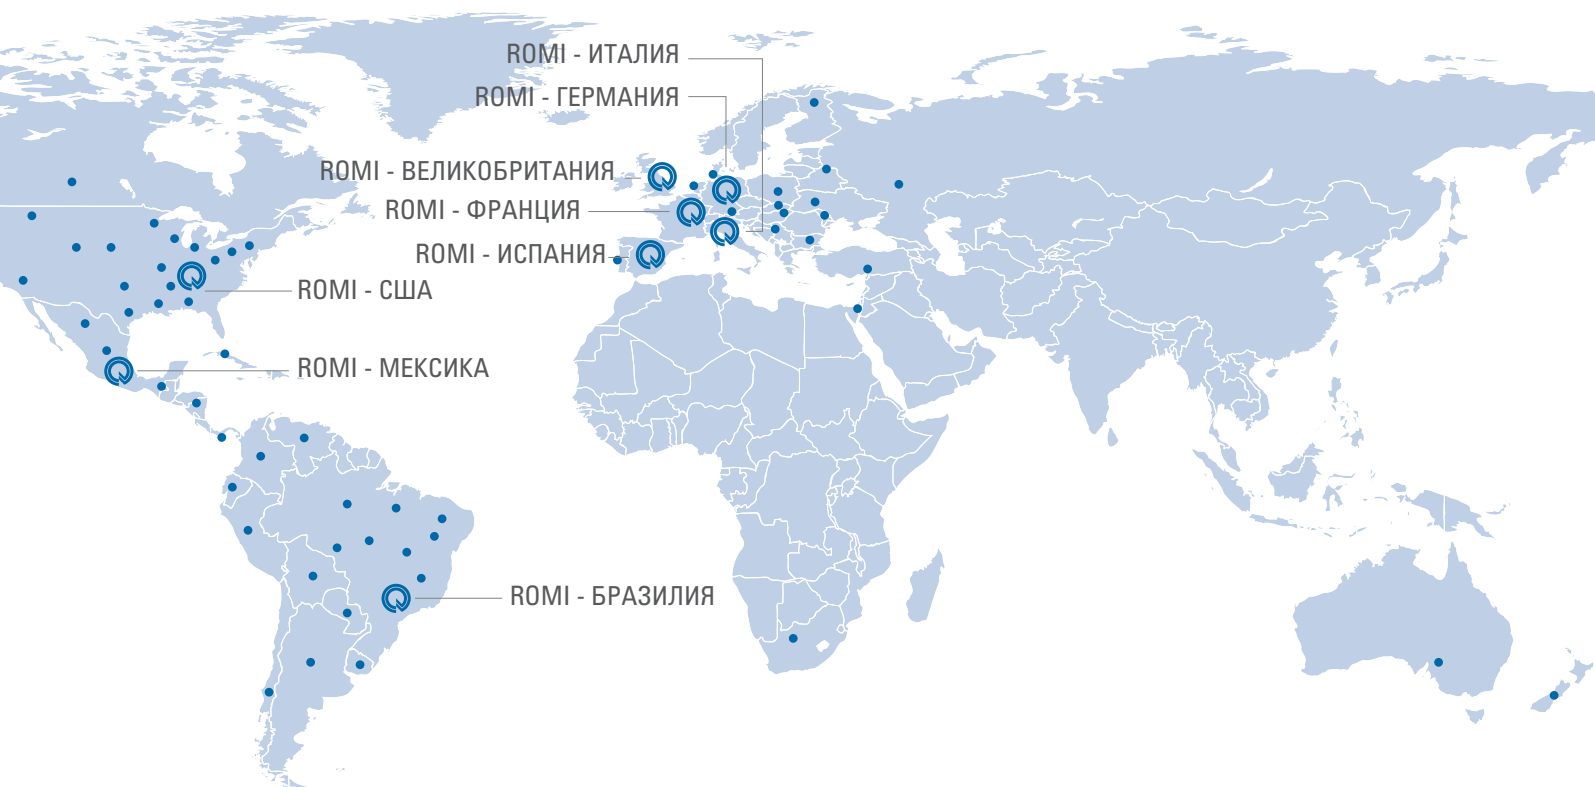 ROMI - ИТАЛИЯ
ROMI - ГЕРМАНИЯ
ROMI - ВЕЛИКОБРИТАНИЯ
ROMI - ФРАНЦИЯ
ROMI - ИСПАНИЯ
ROMI - США
ROMI - МЕКСИКА
ROMI - БРАЗИЛИЯ